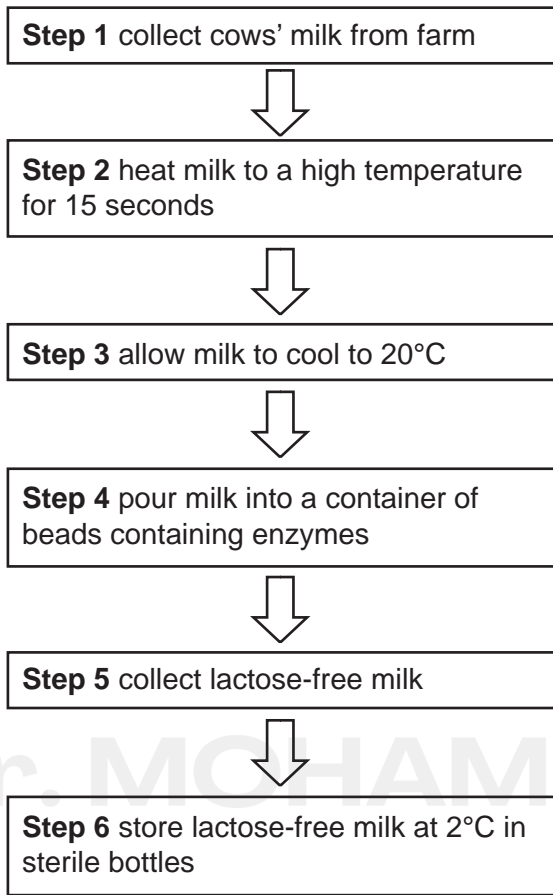 Step 1 collect cows’ milk from farm
Step 2 heat milk to a high temperature
for 15 seconds
Step 3 allow milk to cool to 20°C
Step 4 pour milk into a container of
beads containing enzymes
Step 5 collect lactose-free milk
r. MOHAM
Step 6 store lactose-free milk at 2°C in
sterile bottles